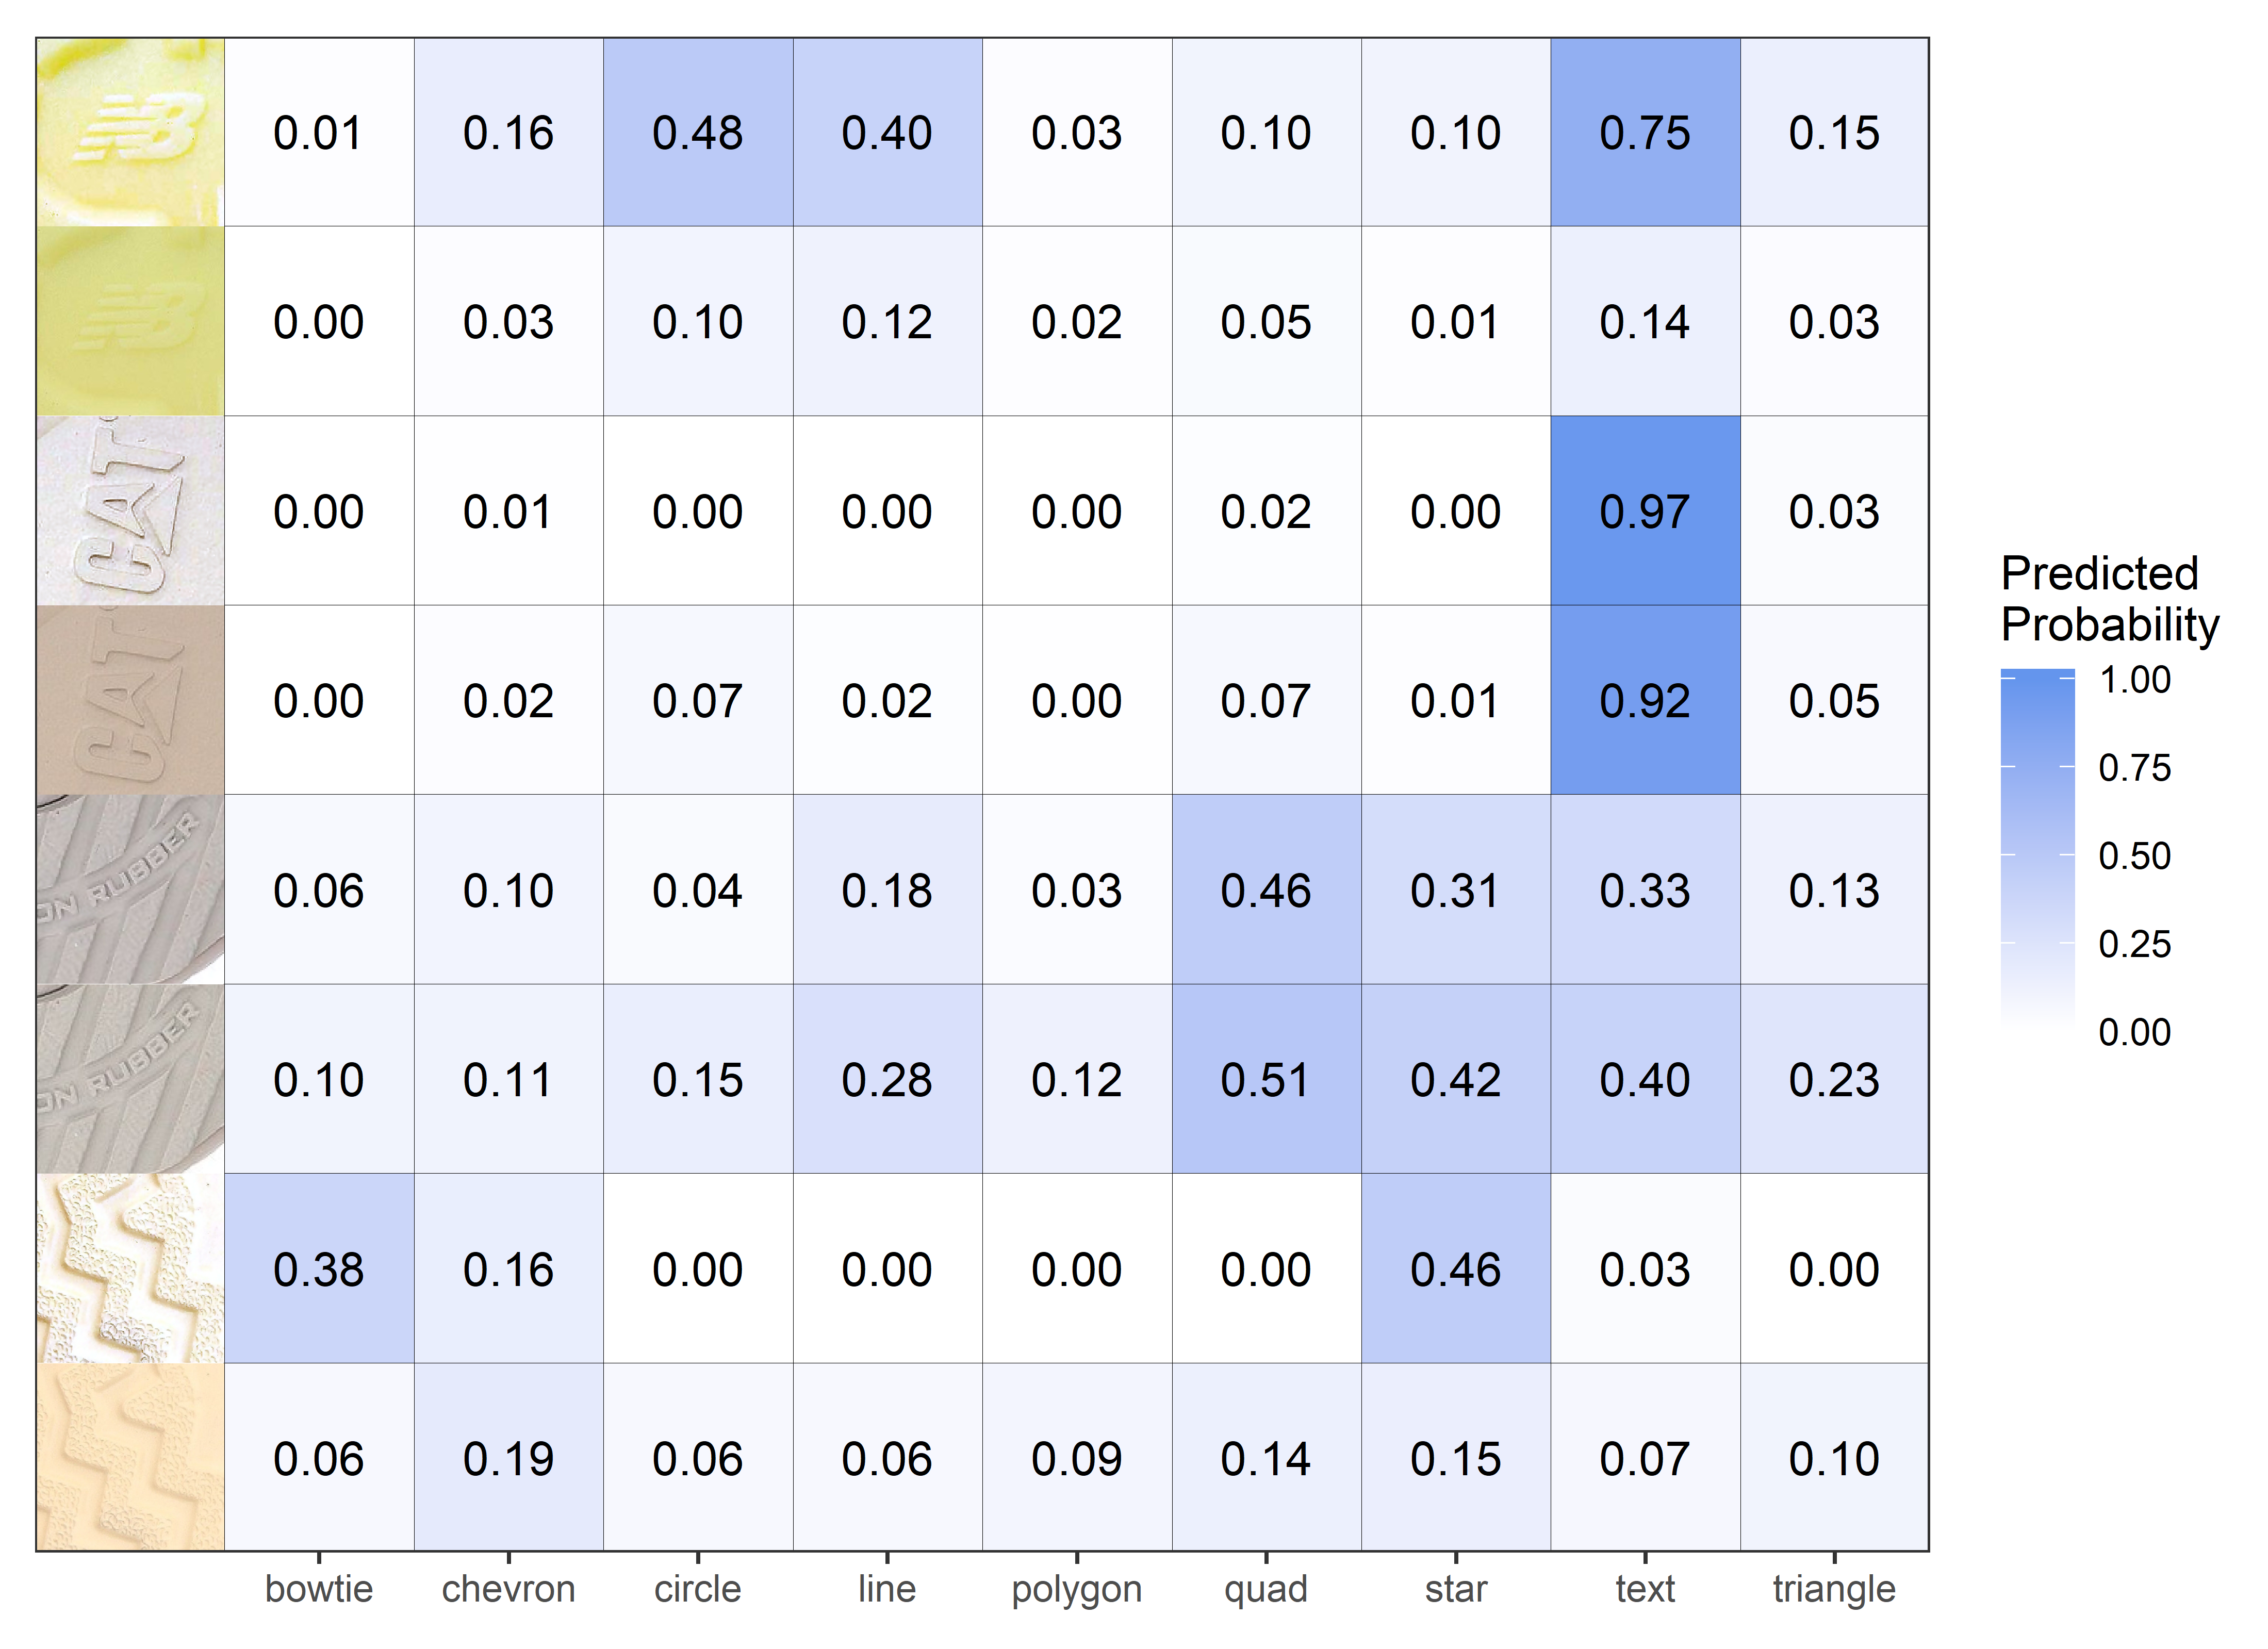 NB 0.01 0.16 0.48 0.40 0.03 0.10 0.10 0.75 0.15
NB 0.00 0.03 0.10 0.12 0.02 0.05 0.01 0.14 0.03
CAT 0.00 0.01 0.00 0.00 0.00 0.02 0.00 0.97 0.03
CAT 0.00 0.02 0.07 0.02 0.00 0.07 0.01 0.92 0.05
ON RUBBER 0.06 0.10 0.04 0.18 0.03 0.46 0.31 0.33 0.13
ON RUBBER 0.10 0.11 0.15 0.28 0.12 0.51 0.42 0.40 0.23
0.38 0.16 0.00 0.00 0.00 0.00 0.46 0.03 0.00
0.06 0.19 0.06 0.06 0.09 0.14 0.15 0.07 0.10
bowtie chevron circle line polygon quad star text triangle
Predicted
Probability
1.00
0.75
0.50
0.25
0.00